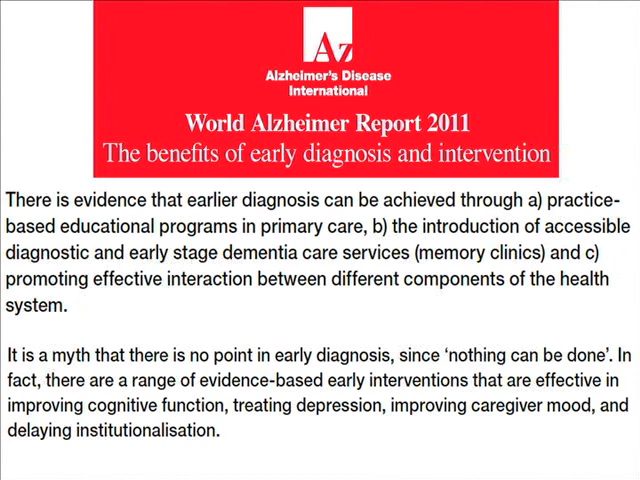 Az
Alzheimer's Disease
International
World Alzheimer Report 2011
The benefits of early diagnosis and intervention
There is evidence that earlier diagnosis can be achieved through a) practice-
based educational programs in primary care, b) the introduction of accessible
diagnostic and early stage dementia care services (memory clinics) and c)
promoting effective interaction between different components of the health
system.
It is a myth that there is no point in early diagnosis, since ‘nothing can be done’. In
fact, there are a range of evidence-based early interventions that are effective in
improving cognitive function, treating depression, improving caregiver mood, and
delaying institutionalisation.